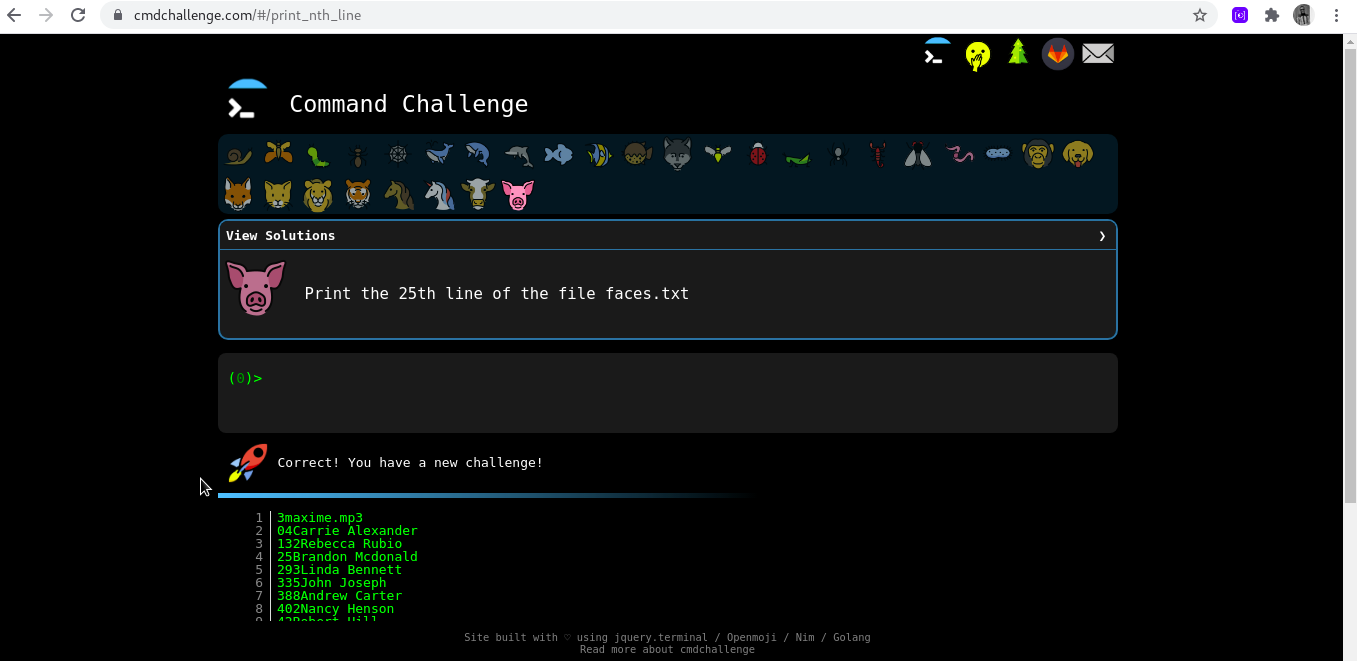 cmdchallenge.com/#/print_nth_line
Command Challenge
View Solutions
Print the 25th line of the file faces.txt
(0)>
Correct! You have a new challenge!
1 3maxime.mp3
2 04Carrie Alexander
3 132Rebecca Rubio
4 25Brandon Mcdonald
5 293Linda Bennett
6 335John Joseph
7 388Andrew Carter
8 402Nancy Henson
9 42Robert Hill
Site built with ♡ using jquery.terminal / Openmoji / Nim / Golang
Read more about cmdchallenge